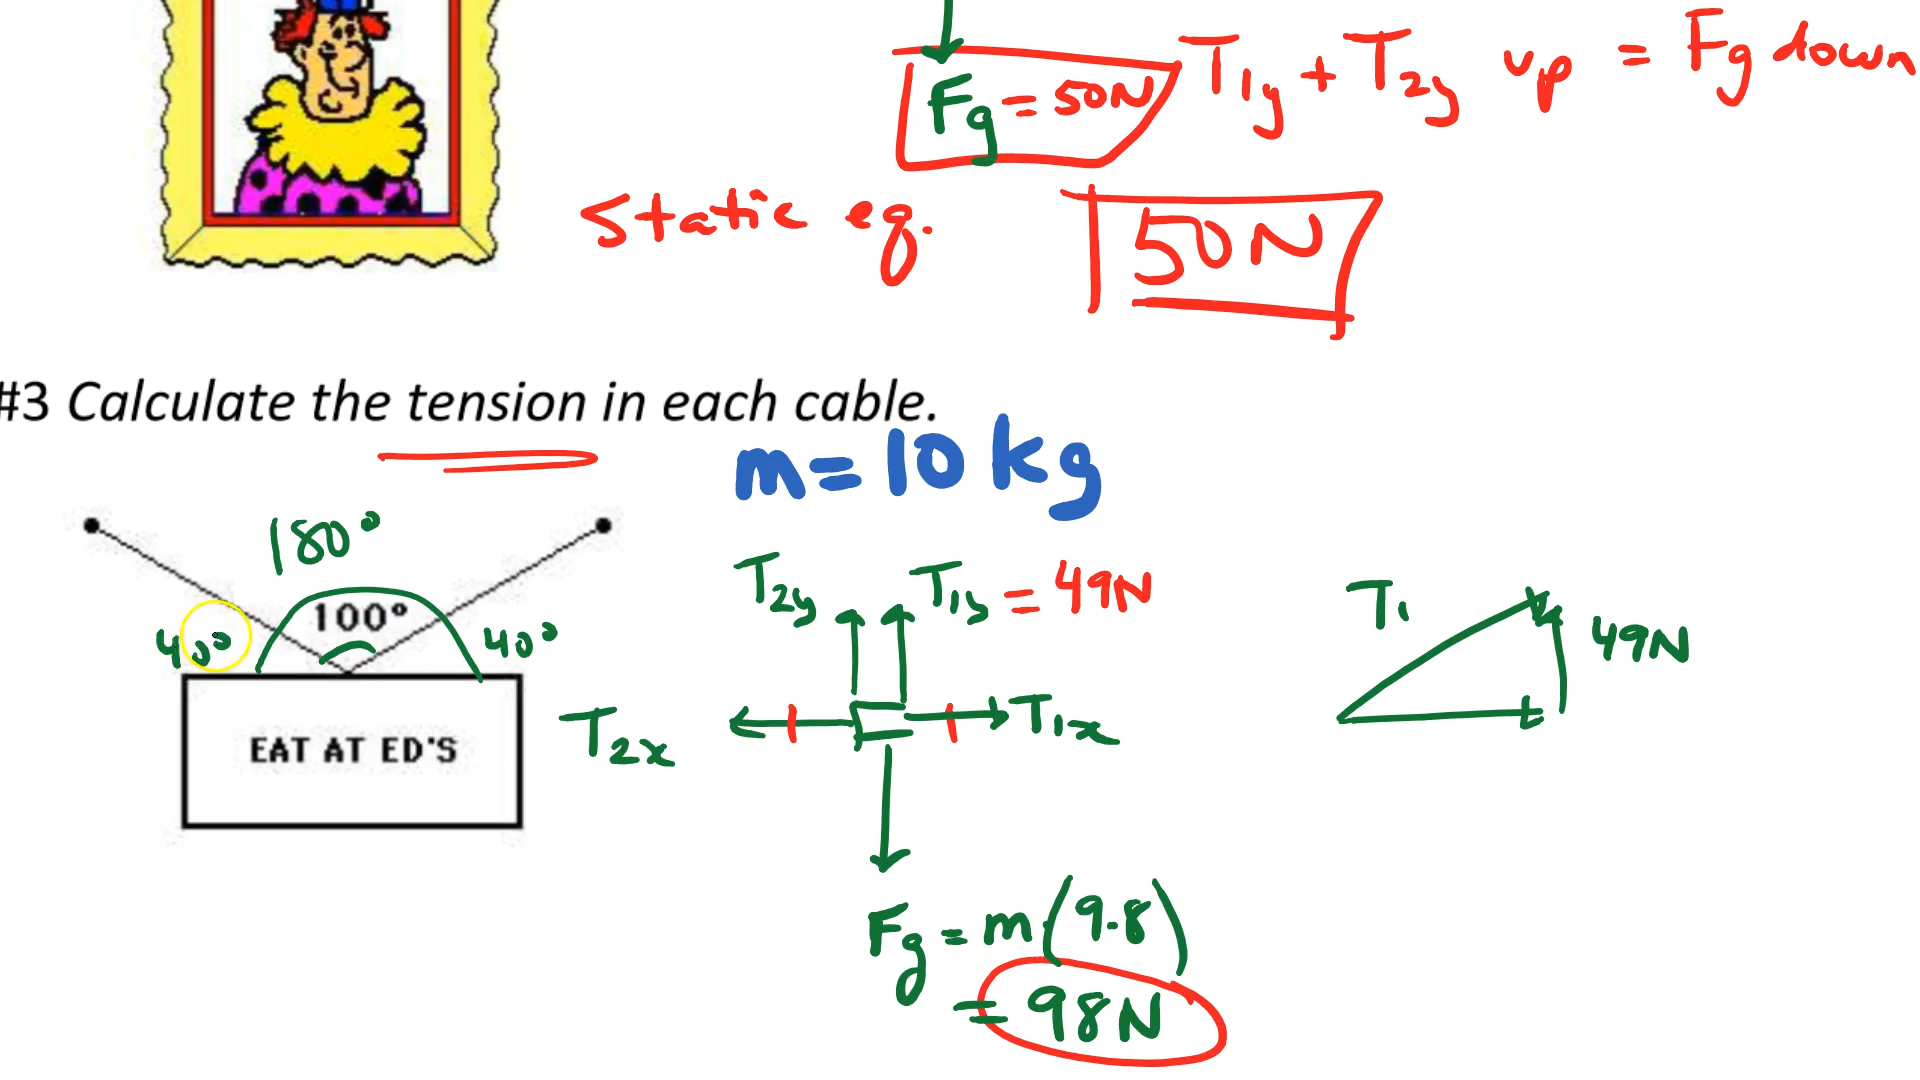 T1y + T2y up = Fg down
Fg = 50N
Static eq.
50N
#3 Calculate the tension in each cable.
m = 10 kg
180°
100°
40°
40°
EAT AT ED'S
T2y
T1y = 49N
T2x
T1x
Fg = m(9.8)
= 98N
T1
49N